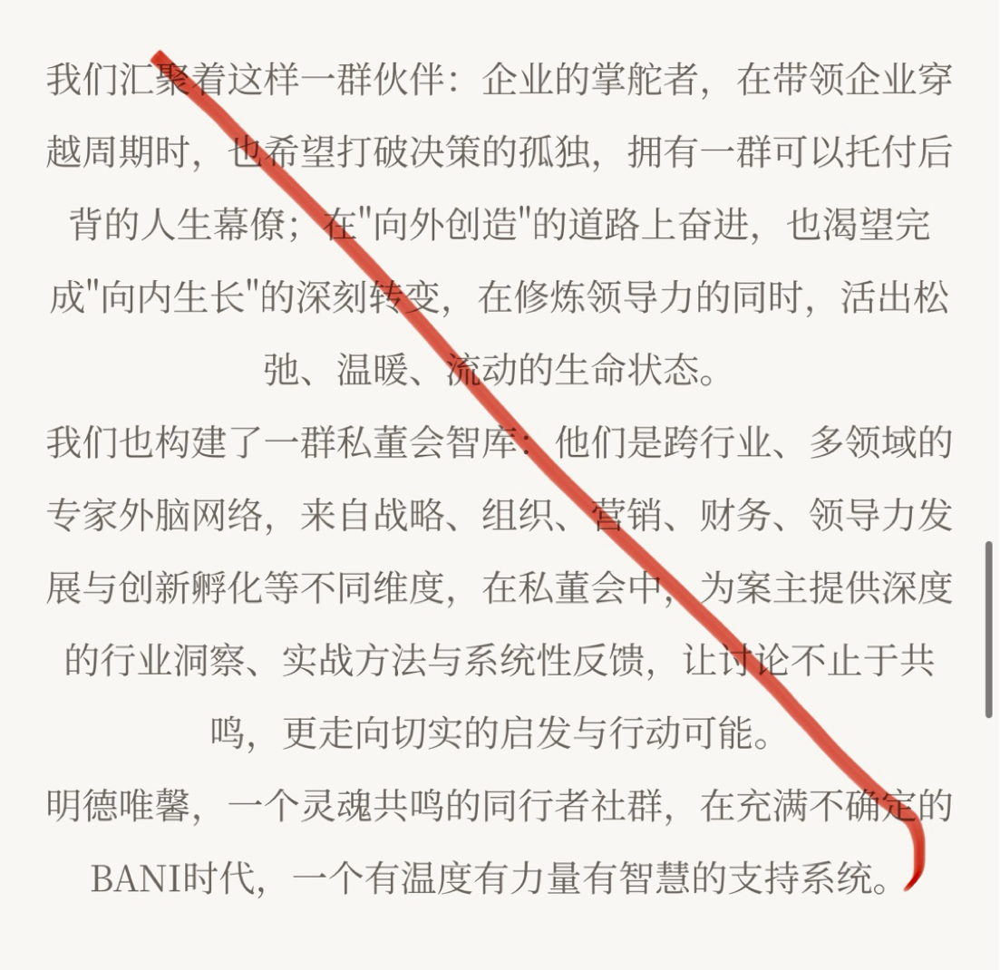 我们汇聚着这样一群伙伴：企业的掌舵者，在带领企业穿
越周期时，也希望打破决策的孤独，拥有一群可以托付后
背的人生幕僚；在"向外创造"的道路上奋进，也渴望完
成"向内生长"的深刻转变，在修炼领导力的同时，活出松
弛、温暖、流动的生命状态。
我们也构建了一群私董会智库：他们是跨行业、多领域的
专家外脑网络，来自战略、组织、营销、财务、领导力发
展与创新孵化等不同维度，在私董会中，为案主提供深度
的行业洞察、实战方法与系统性反馈，让讨论不止于共
鸣，更走向切实的启发与行动可能。
明德唯馨，一个灵魂共鸣的同行者社群，在充满不确定的
BANI时代，一个有温度有力量有智慧的支持系统。